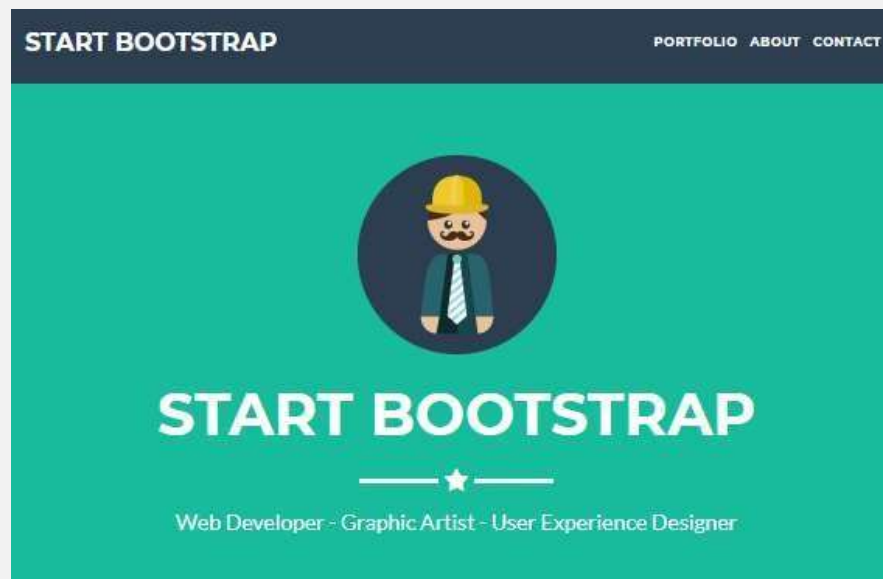 START BOOTSTRAP
PORTFOLIO ABOUT CONTACT
START BOOTSTRAP
Web Developer - Graphic Artist - User Experience Designer